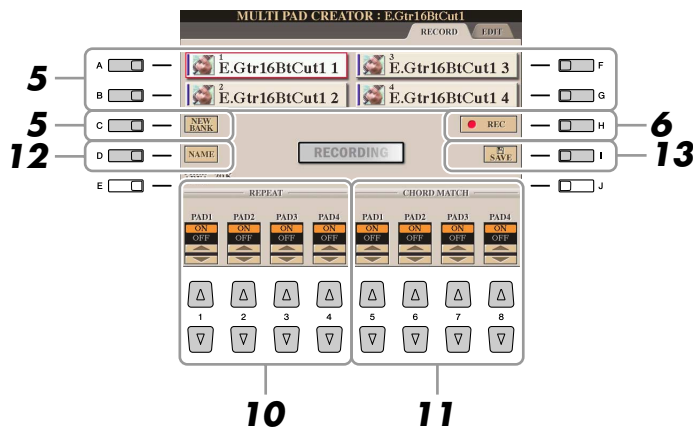 MULTI PAD CREATOR : E.Gtr16BtCut1
RECORD EDIT
A 1 E.Gtr16BtCut1 1 3 E.Gtr16BtCut1 3 F
5
B 2 E.Gtr16BtCut1 2 4 E.Gtr16BtCut1 4 G
5 C NEW BANK REC H 6
12 D NAME RECORDING SAVE I 13
E J
REPEAT CHORD MATCH
PAD1 PAD2 PAD3 PAD4 PAD1 PAD2 PAD3 PAD4
ON ON ON ON ON ON ON ON
OFF OFF OFF OFF OFF OFF OFF OFF
1 2 3 4 5 6 7 8
10 11